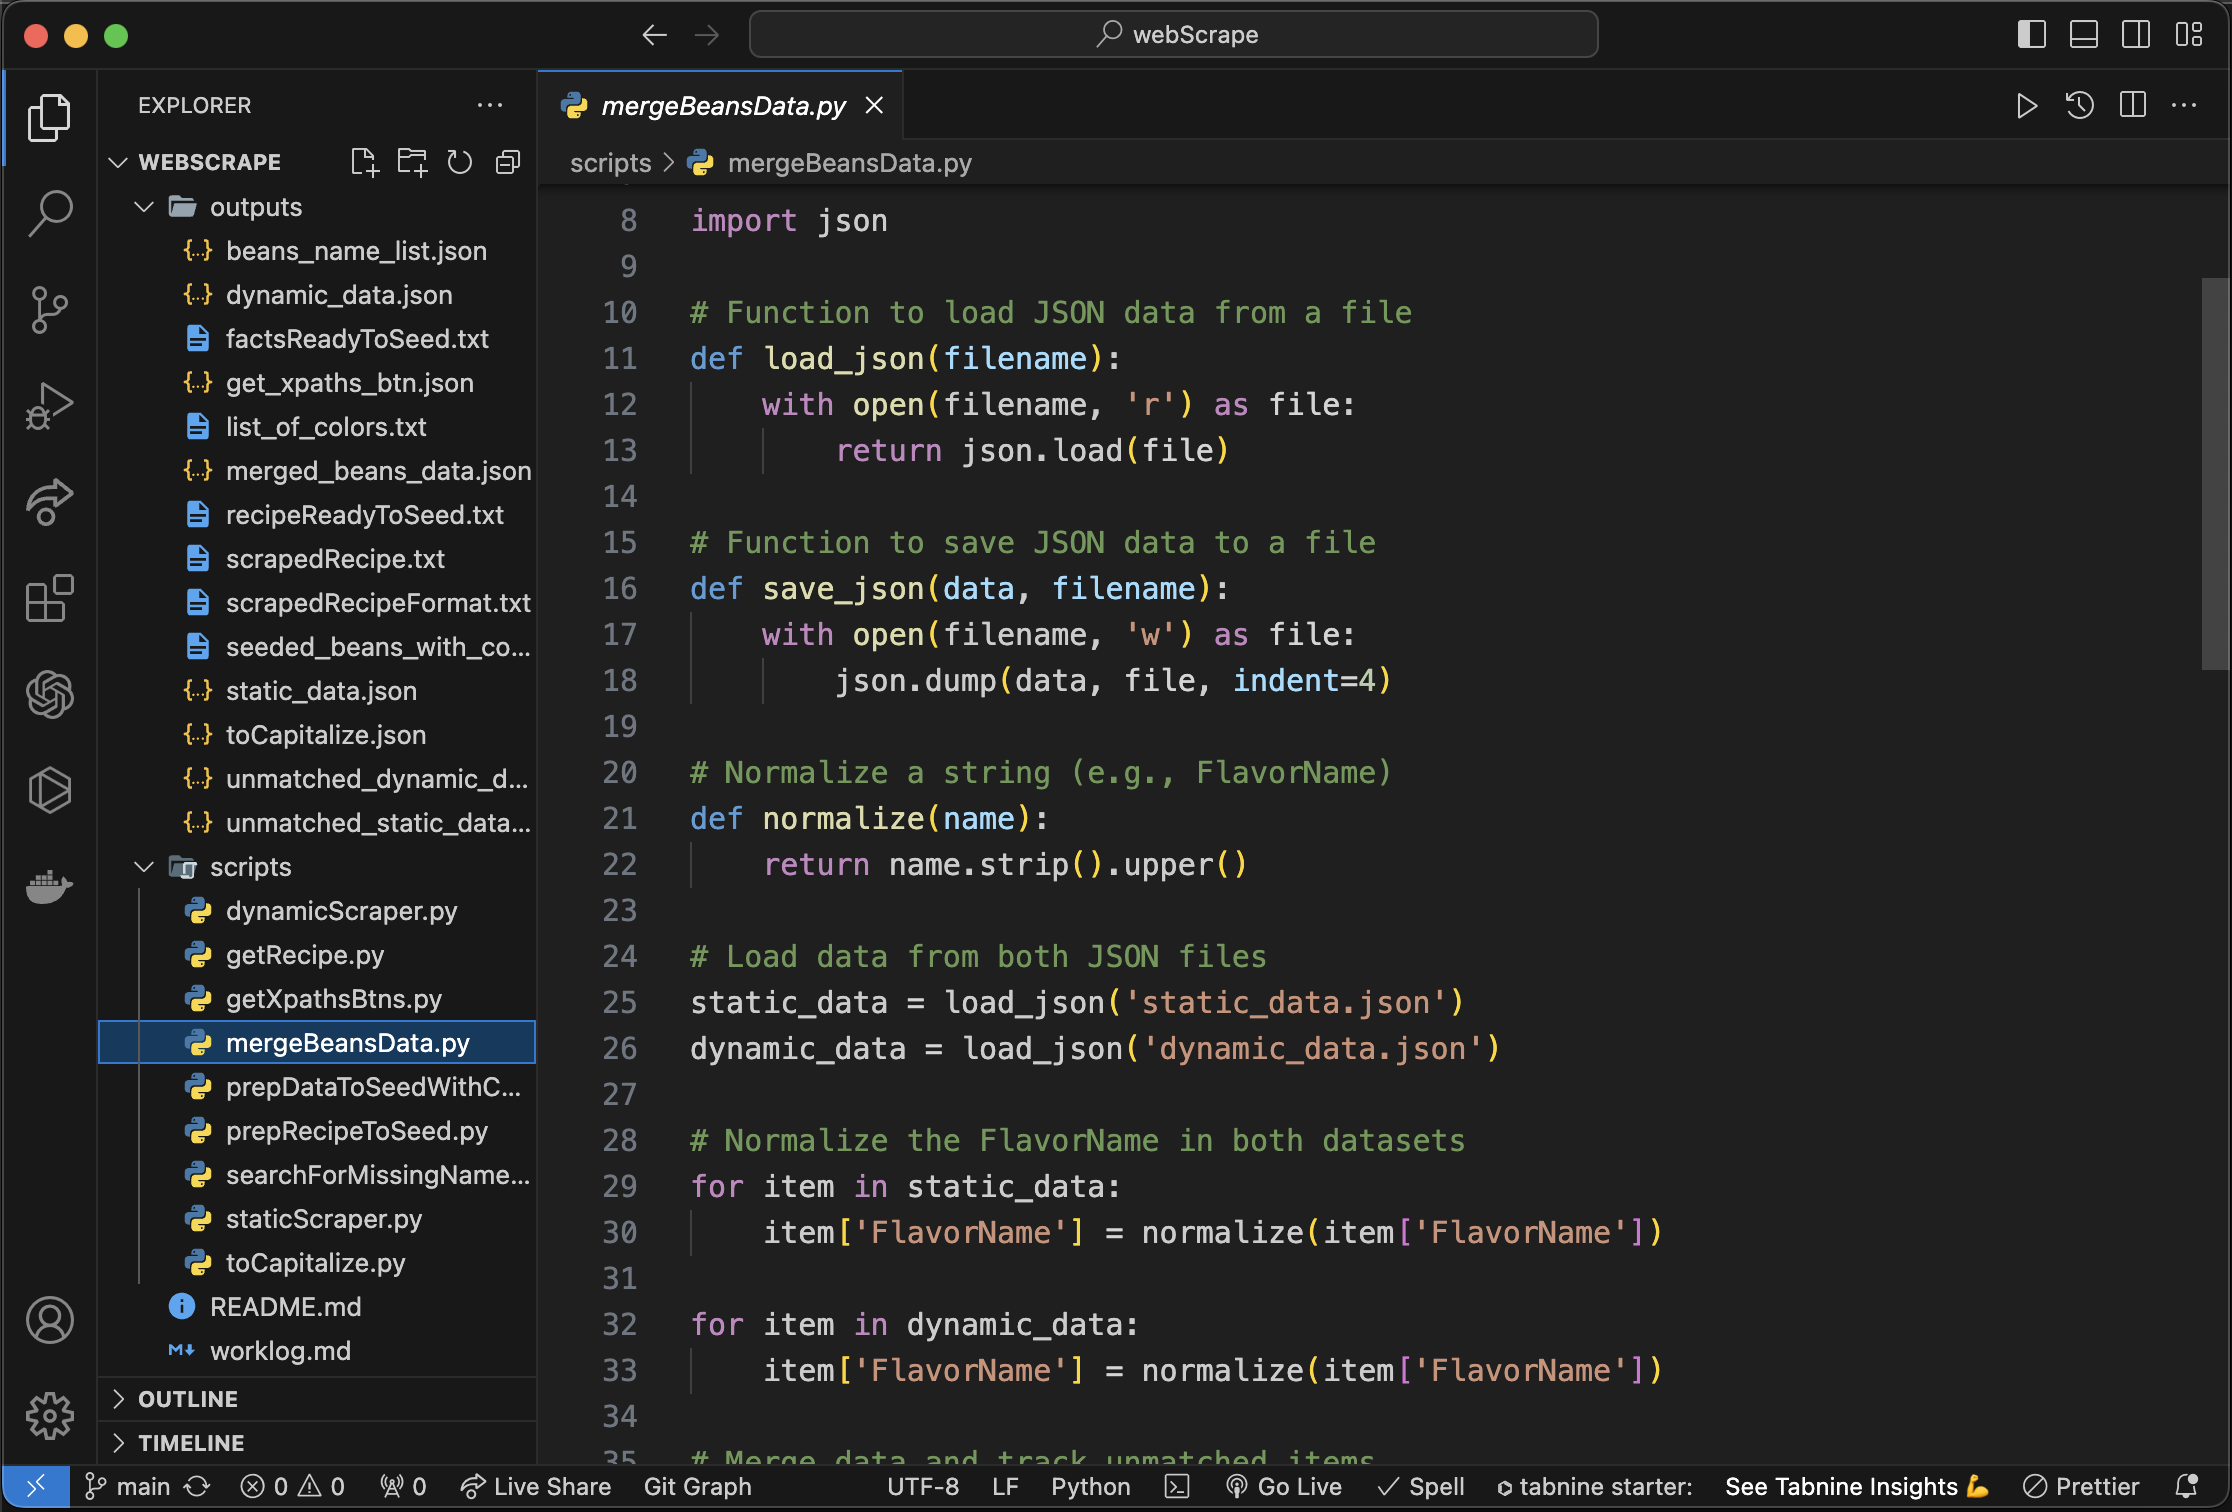 webScrape
EXPLORER
WEBSCRAPE
outputs
beans_name_list.json
dynamic_data.json
factsReadyToSeed.txt
get_xpaths_btn.json
list_of_colors.txt
merged_beans_data.json
recipeReadyToSeed.txt
scrapedRecipe.txt
scrapedRecipeFormat.txt
seeded_beans_with_co...
static_data.json
toCapitalize.json
unmatched_dynamic_d...
unmatched_static_data...
scripts
dynamicScraper.py
getRecipe.py
getXpathsBtns.py
mergeBeansData.py
prepDataToSeedWithC...
prepRecipeToSeed.py
searchForMissingName...
staticScraper.py
toCapitalize.py
README.md
worklog.md
OUTLINE
TIMELINE
mergeBeansData.py
scripts > mergeBeansData.py
8 import json
9
10 # Function to load JSON data from a file
11 def load_json(filename):
12     with open(filename, 'r') as file:
13         return json.load(file)
14
15 # Function to save JSON data to a file
16 def save_json(data, filename):
17     with open(filename, 'w') as file:
18         json.dump(data, file, indent=4)
19
20 # Normalize a string (e.g., FlavorName)
21 def normalize(name):
22     return name.strip().upper()
23
24 # Load data from both JSON files
25 static_data = load_json('static_data.json')
26 dynamic_data = load_json('dynamic_data.json')
27
28 # Normalize the FlavorName in both datasets
29 for item in static_data:
30     item['FlavorName'] = normalize(item['FlavorName'])
31
32 for item in dynamic_data:
33     item['FlavorName'] = normalize(item['FlavorName'])
34
35 # Merge data and track unmatched items
main 0 0 0 Live Share Git Graph UTF-8 LF Python Go Live Spell tabnine starter: See Tabnine Insights 💪 Prettier